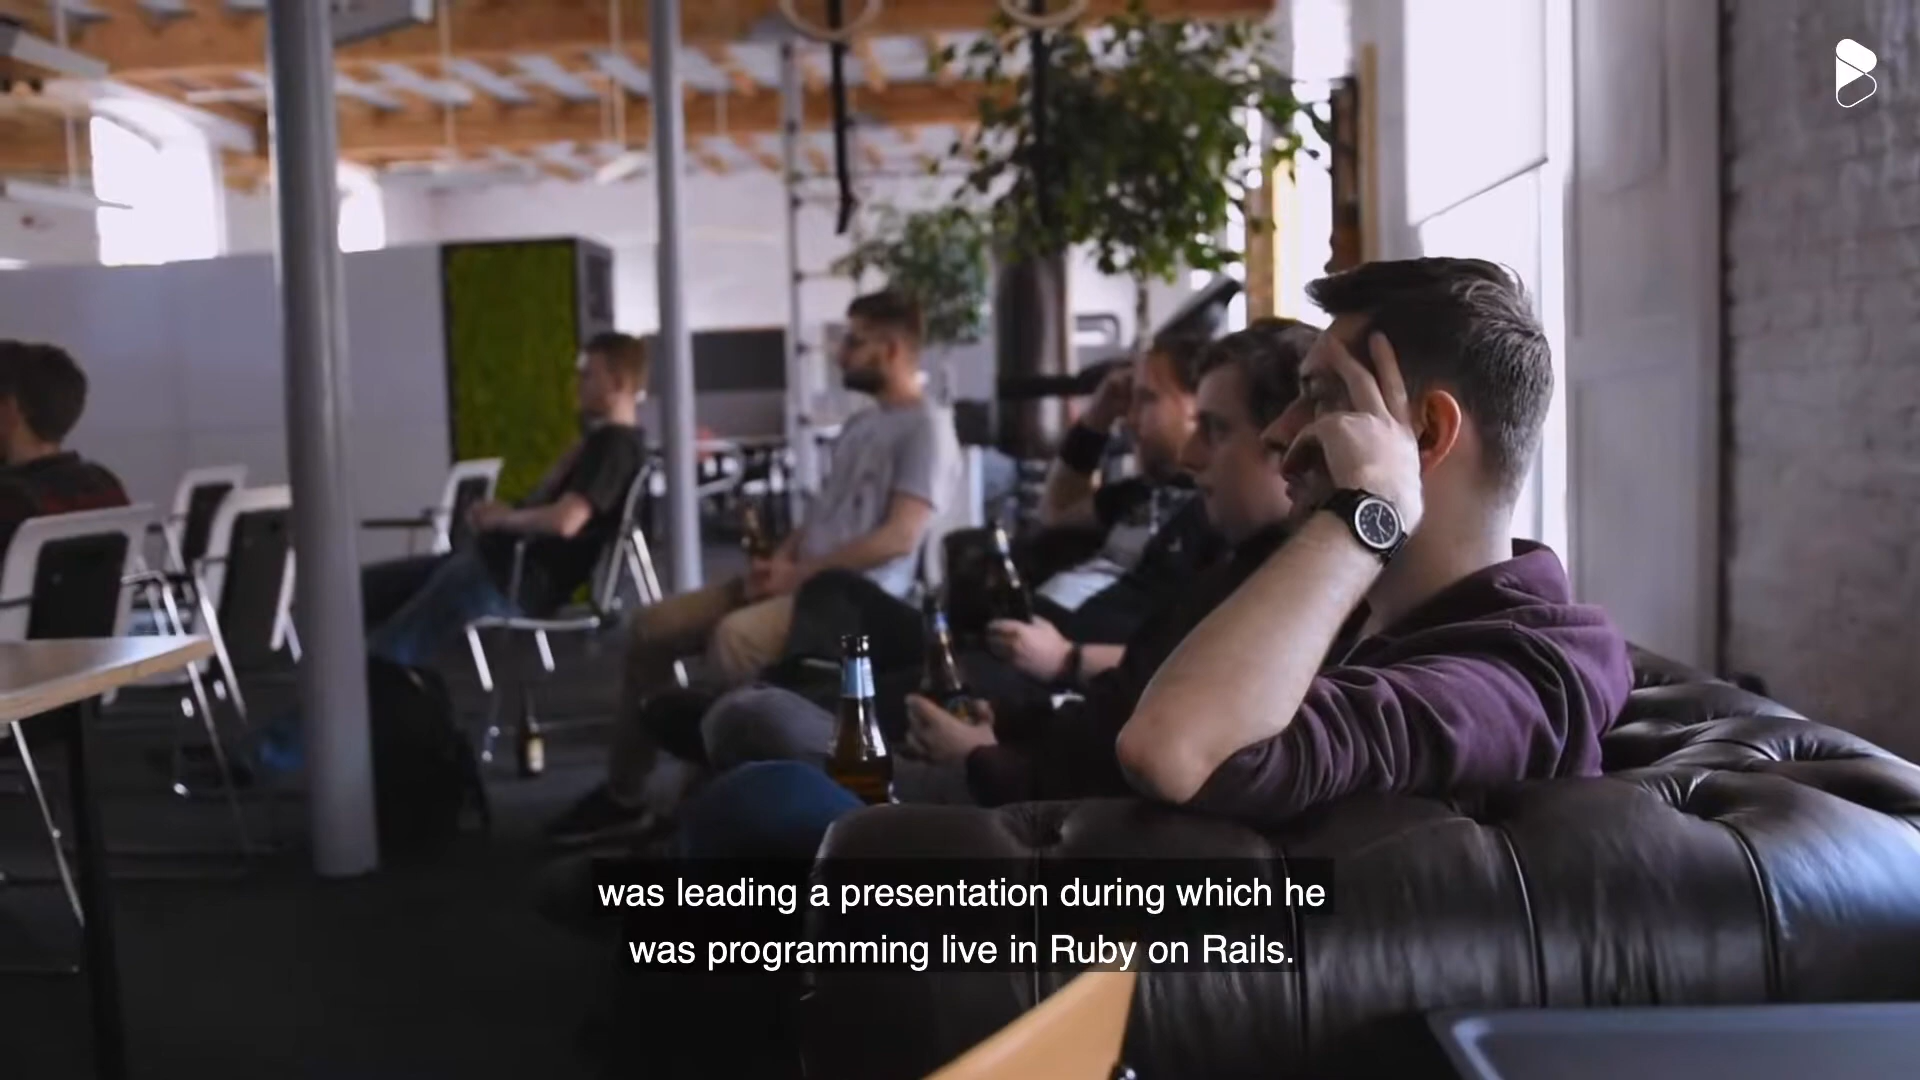 was leading a presentation during which he
was programming live in Ruby on Rails.